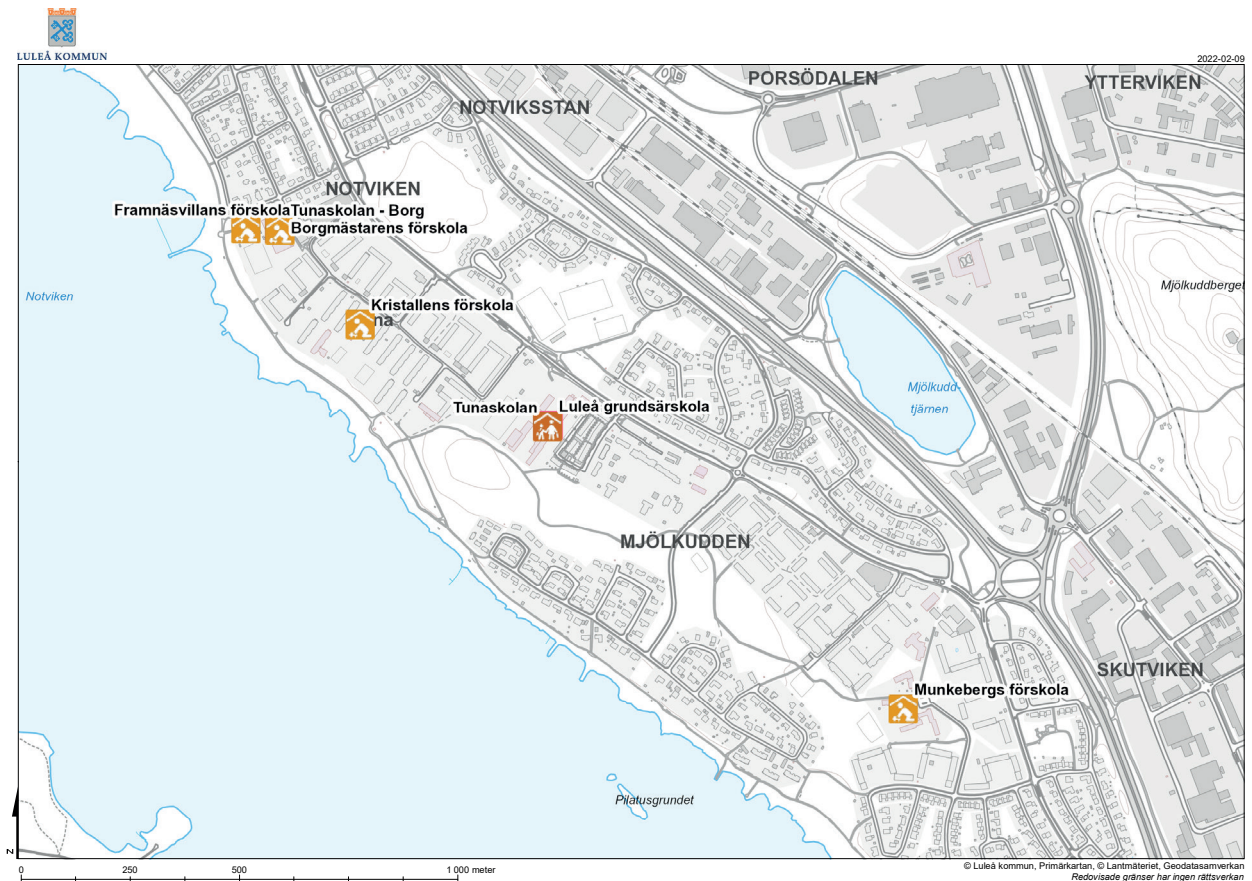 LULEÅ KOMMUN
2022-02-09
PORSÖDALEN
YTTERVIKEN
NOTVIKSSTAN
NOTVIKEN
Framnäsvillans förskola
Tunaskolan - Borg
Borgmästarens förskola
Notviken
Mjölkuddberget
Kristallens förskola
na
Mjölkudd-
tjärnen
Tunaskolan
Luleå grundsärskola
MJÖLKUDDEN
SKUTVIKEN
Munkebergs förskola
Pilatusgrundet
N
0 250 500 1 000 meter
© Luleå kommun, Primärkartan, © Lantmäteriet, Geodatasamverkan
Redovisade gränser har ingen rättsverkan